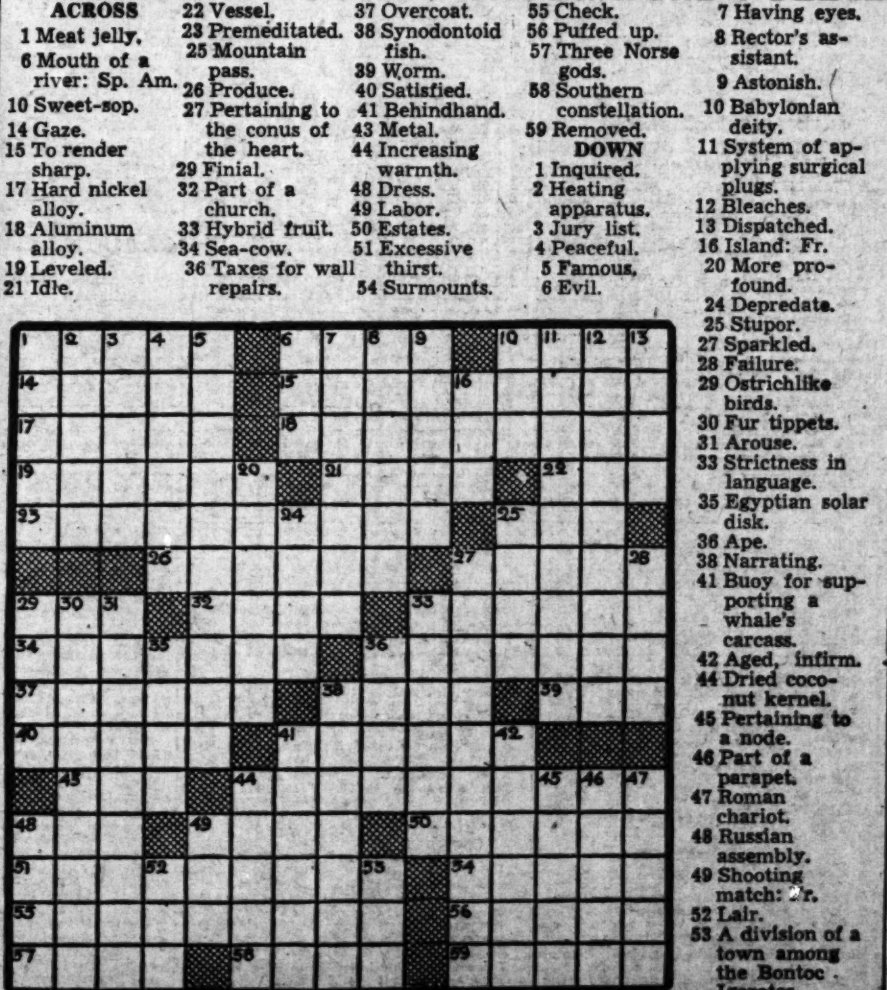 ACROSS
1 Meat jelly.
6 Mouth of a
river: Sp. Am.
10 Sweet-sop.
14 Gaze.
15 To render
sharp.
17 Hard nickel
alloy.
18 Aluminum
alloy.
19 Leveled.
21 Idle.
22 Vessel.
23 Premeditated.
25 Mountain
pass.
26 Produce.
27 Pertaining to
the conus of
the heart.
29 Finial.
32 Part of a
church.
33 Hybrid fruit.
34 Sea-cow.
36 Taxes for wall
repairs.
37 Overcoat.
38 Synodontoid
fish.
39 Worm.
40 Satisfied.
41 Behindhand.
43 Metal.
44 Increasing
warmth.
48 Dress.
49 Labor.
50 Estates.
51 Excessive
thirst.
54 Surmounts.
55 Check.
56 Puffed up.
57 Three Norse
gods.
58 Southern
constellation.
59 Removed.
DOWN
1 Inquired.
2 Heating
apparatus.
3 Jury list.
4 Peaceful.
5 Famous.
6 Evil.
7 Having eyes.
8 Rector's as-
sistant.
9 Astonish.
10 Babylonian
deity.
11 System of ap-
plying surgical
plugs.
12 Bleaches.
13 Dispatched.
16 Island: Fr.
20 More pro-
found.
24 Depredate.
25 Stupor.
27 Sparkled.
28 Failure.
29 Ostrichlike
birds.
30 Fur tippets.
31 Arouse.
33 Strictness in
language.
35 Egyptian solar
disk.
36 Ape.
38 Narrating.
41 Buoy for sup-
porting a
whale's
carcass.
42 Aged, infirm.
44 Dried coco-
nut kernel.
45 Pertaining to
a node.
46 Part of a
parapet.
47 Roman
chariot.
48 Russian
assembly.
49 Shooting
match:
52 Lair.
53 A division of a
town among
the Bontoc
1 2 3 4 5 6 7 8 9 10 11 12 13
14 15 16
17 18
19 20 21 22
23 24 25
26 27 28
29 30 31 32 33
34 35 36
37 38 39
40 41 42
43 44 45 46 47
48 49 50
51 52 53 54
55 56
57 58 59